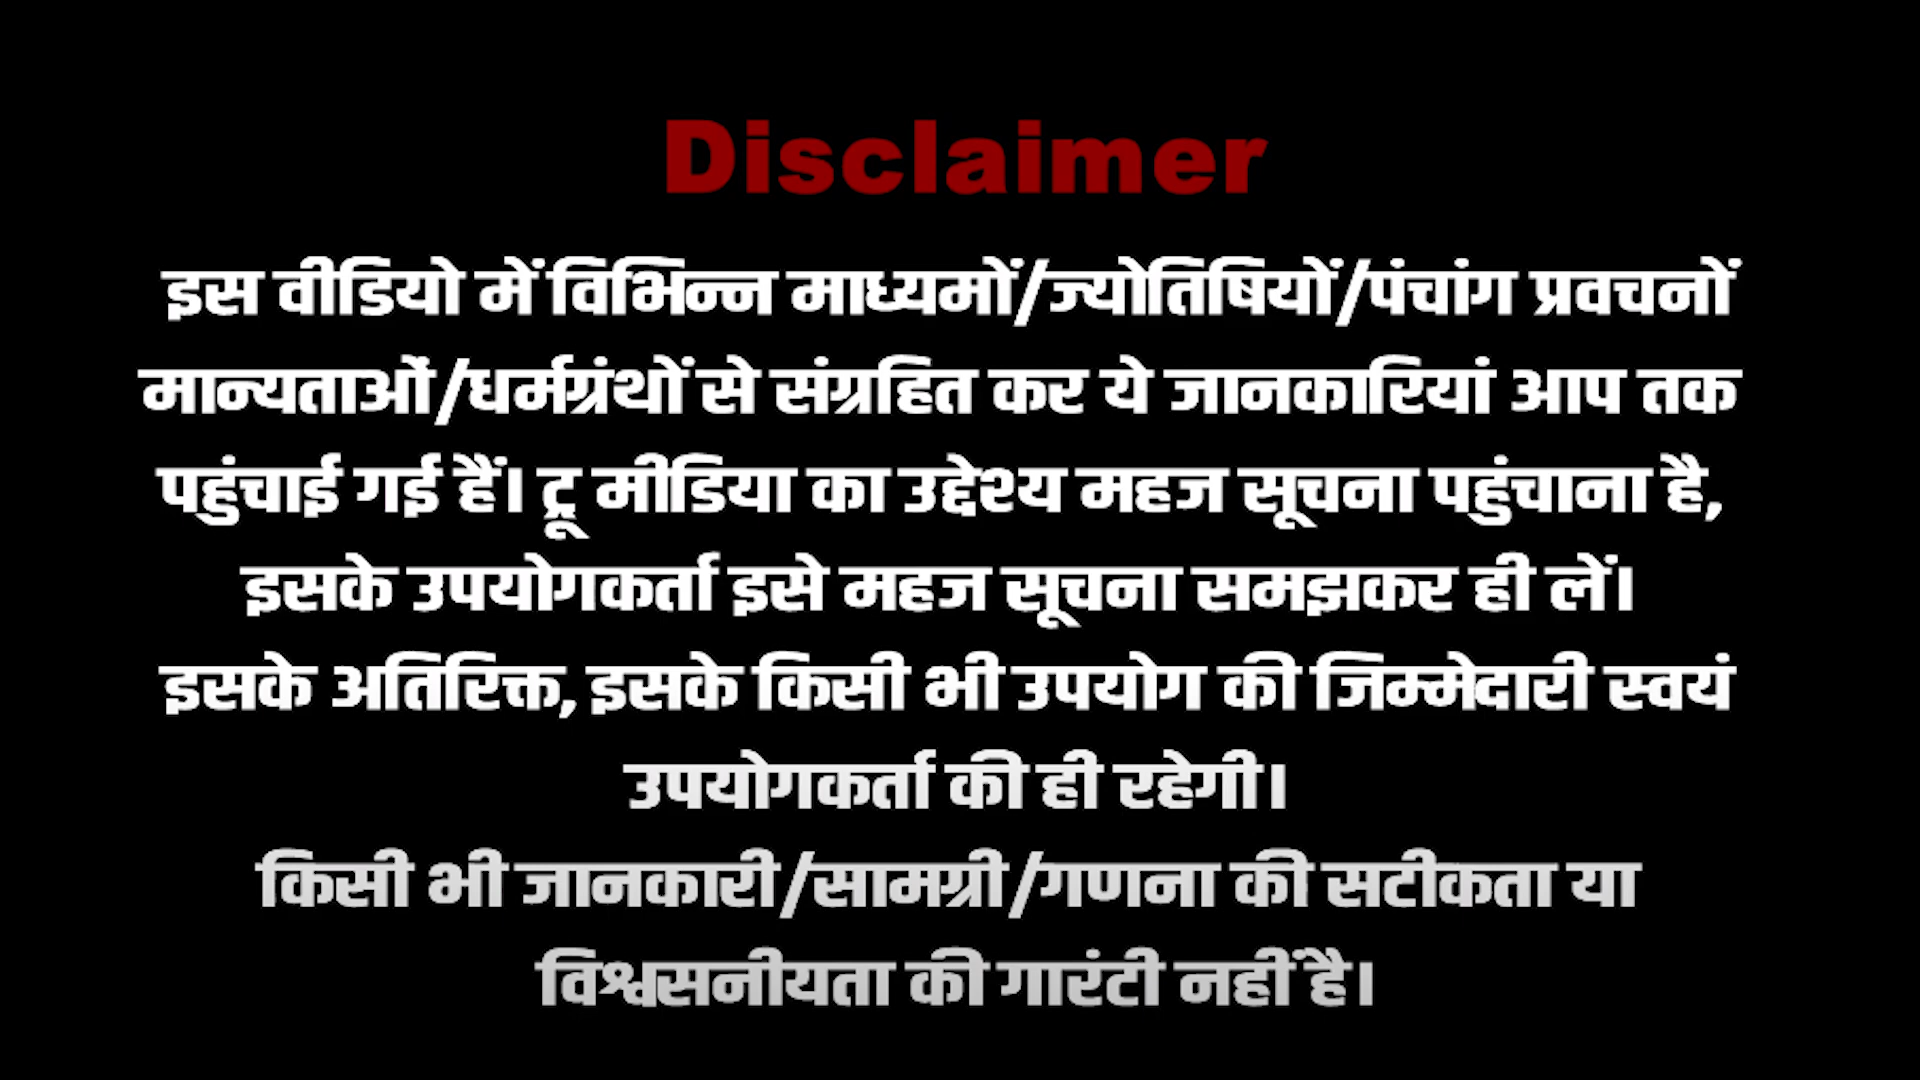 Disclaimer
इस वीडियो में विभिन्न माध्यमों/ज्योतिषियों/पंचांग प्रवचनों
मान्यताओं/धर्मग्रंथों से संग्रहित कर ये जानकारियां आप तक
पहुंचाई गई हैं। ट्रू मीडिया का उद्देश्य महज सूचना पहुंचाना है,
इसके उपयोगकर्ता इसे महज सूचना समझकर ही लें।
इसके अतिरिक्त, इसके किसी भी उपयोग की जिम्मेदारी स्वयं
उपयोगकर्ता की ही रहेगी।
किसी भी जानकारी/सामग्री/गणना की सटीकता या
विश्वसनीयता की गारंटी नहीं है।